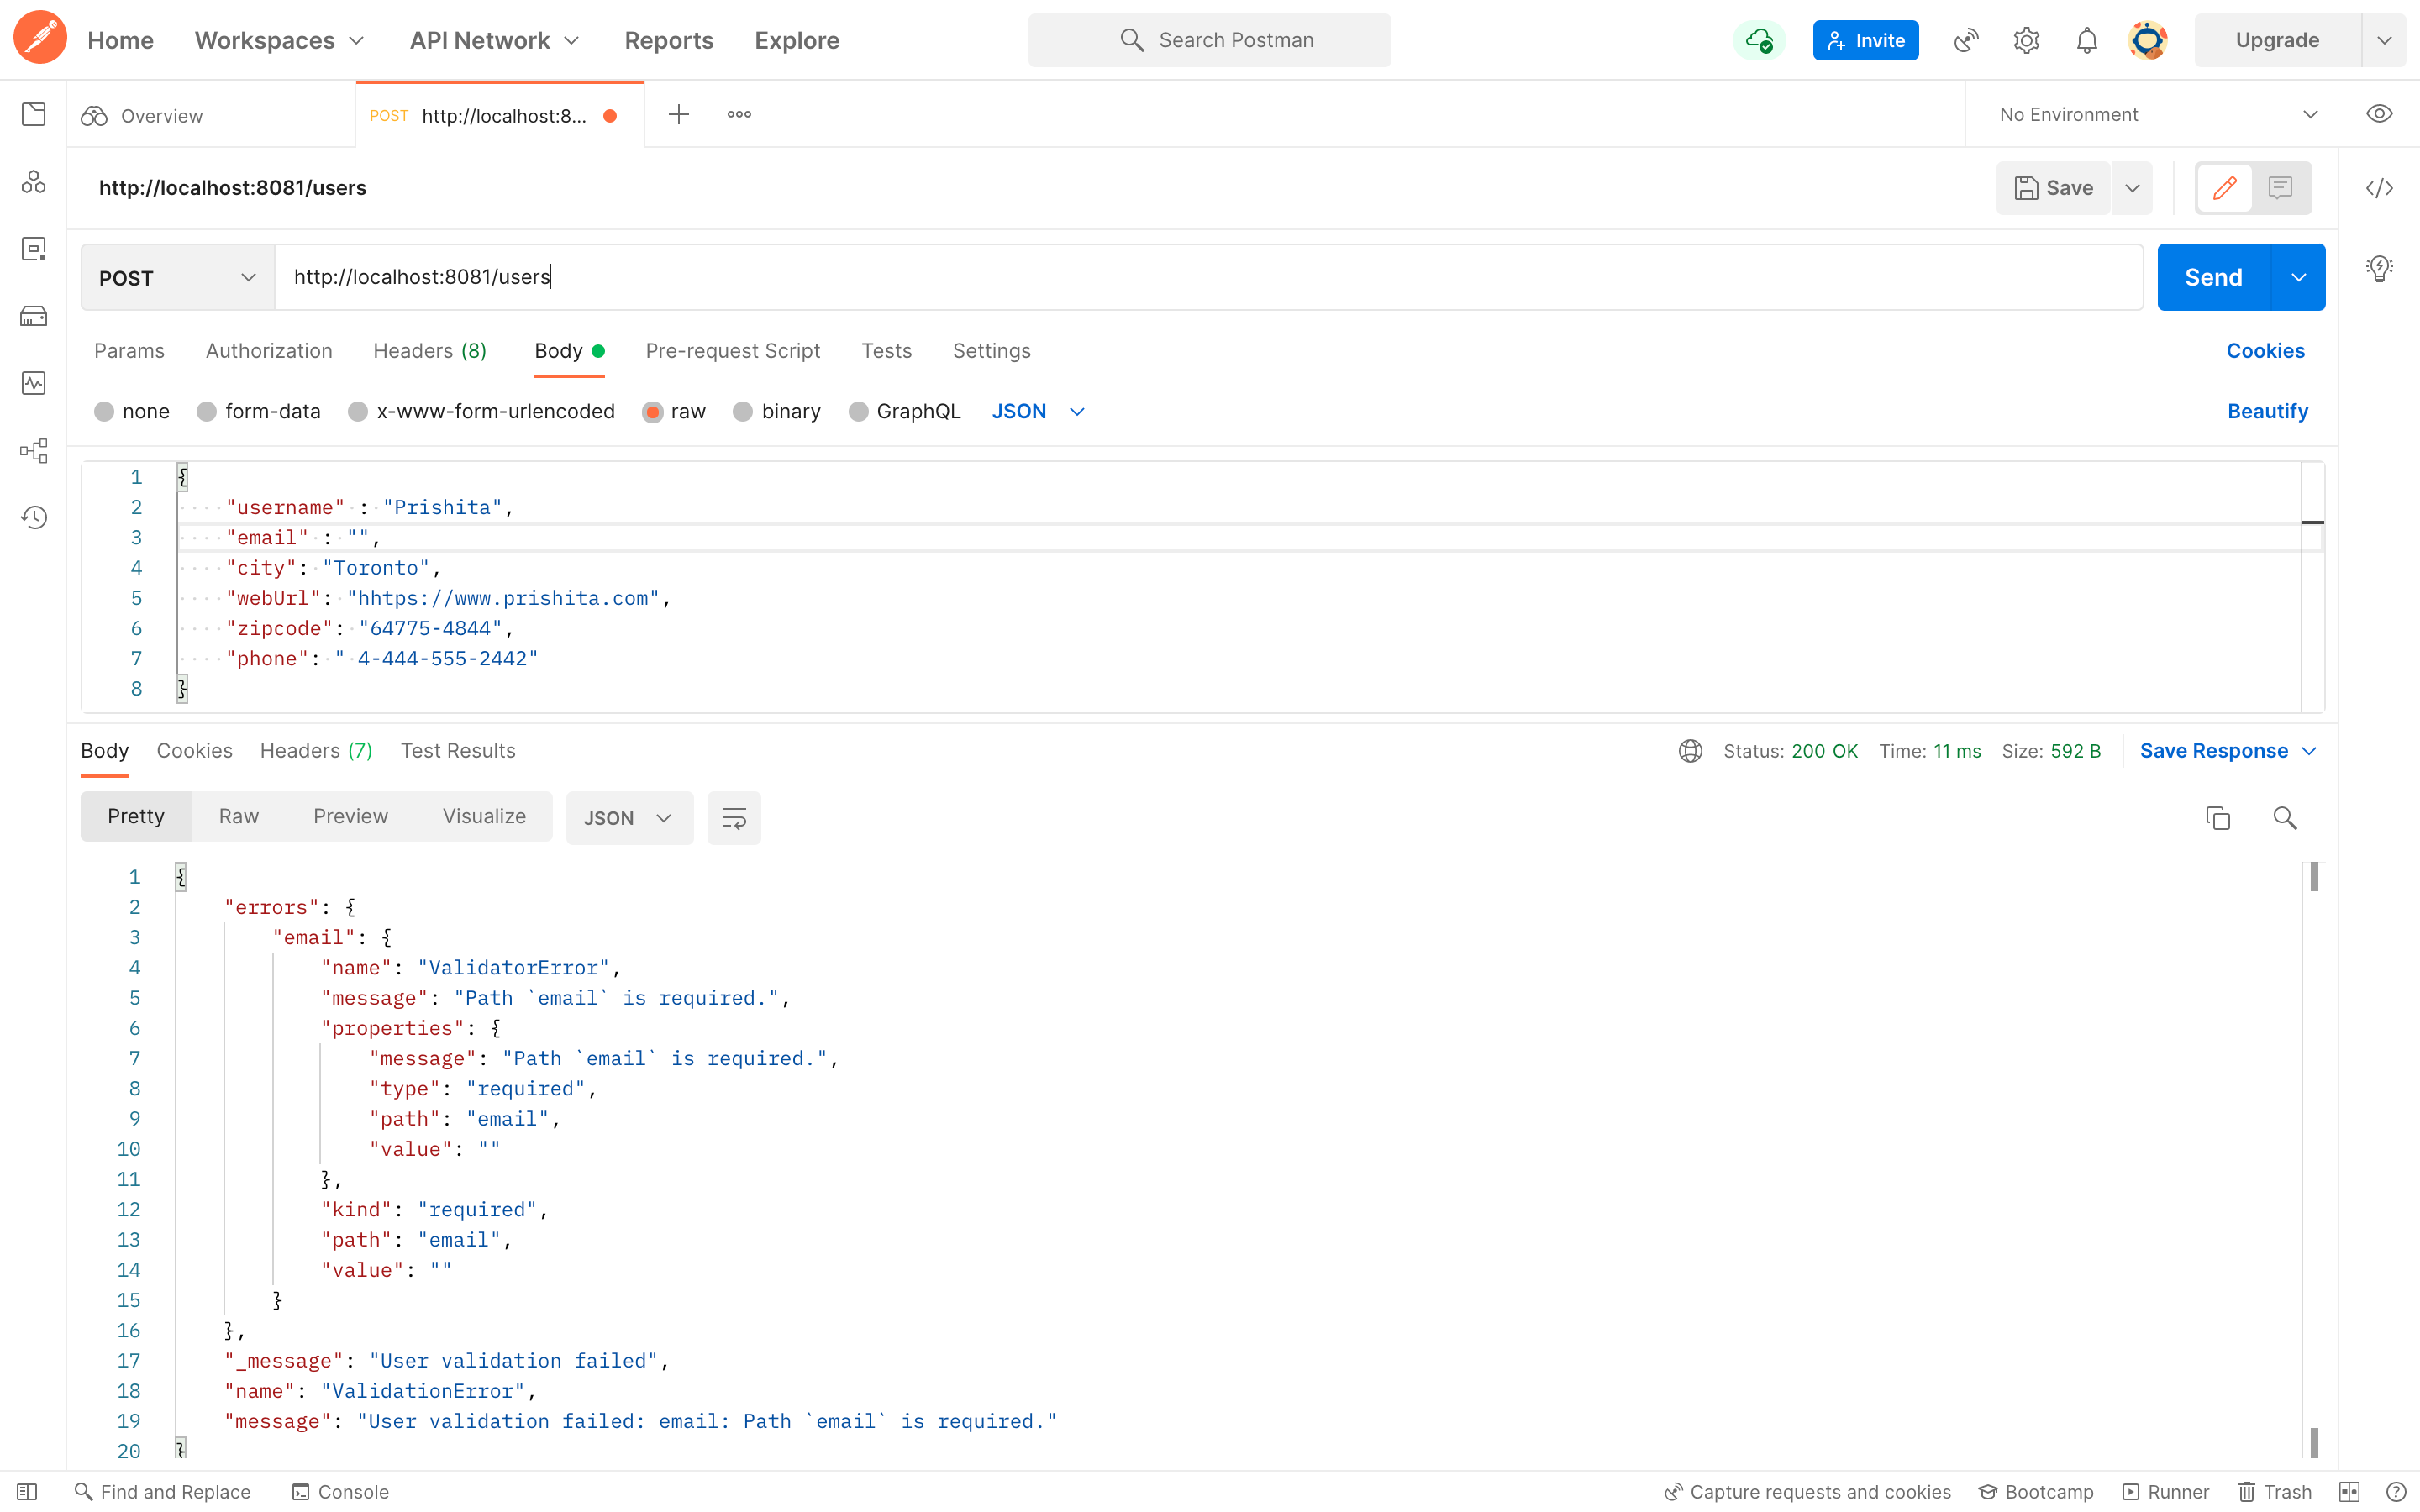 Home Workspaces API Network Reports Explore Search Postman Invite Upgrade
Overview POST http://localhost:8... No Environment
http://localhost:8081/users Save
POST http://localhost:8081/users Send
Params Authorization Headers (8) Body Pre-request Script Tests Settings Cookies
none form-data x-www-form-urlencoded raw binary GraphQL JSON Beautify
1 {
2 "username" : "Prishita",
3 "email" : "",
4 "city": "Toronto",
5 "webUrl": "hhtps://www.prishita.com",
6 "zipcode": "64775-4844",
7 "phone": " 4-444-555-2442"
8 }
Body Cookies Headers (7) Test Results Status: 200 OK Time: 11 ms Size: 592 B Save Response
Pretty Raw Preview Visualize JSON
1 {
2 "errors": {
3 "email": {
4 "name": "ValidatorError",
5 "message": "Path `email` is required.",
6 "properties": {
7 "message": "Path `email` is required.",
8 "type": "required",
9 "path": "email",
10 "value": ""
11 },
12 "kind": "required",
13 "path": "email",
14 "value": ""
15 }
16 },
17 "_message": "User validation failed",
18 "name": "ValidationError",
19 "message": "User validation failed: email: Path `email` is required."
20 }
Find and Replace Console Capture requests and cookies Bootcamp Runner Trash